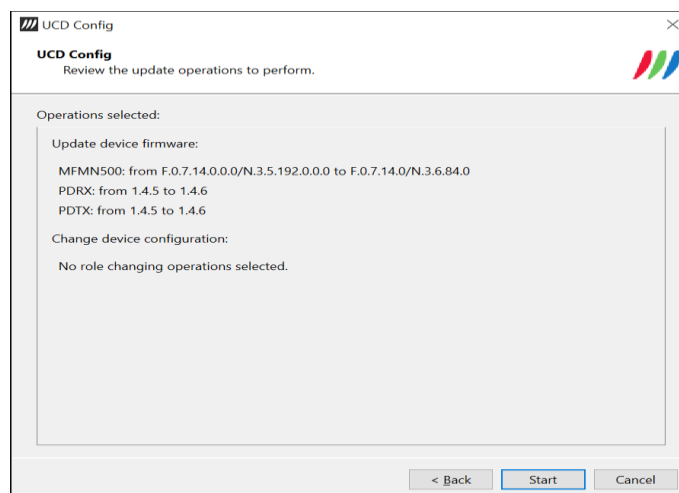 UCD Config
UCD Config
Review the update operations to perform.
Operations selected:
Update device firmware:
MFMN500: from F.0.7.14.0.0.0/N.3.5.192.0.0.0 to F.0.7.14.0/N.3.6.84.0
PDRX: from 1.4.5 to 1.4.6
PDTX: from 1.4.5 to 1.4.6
Change device configuration:
No role changing operations selected.
< Back
Start
Cancel